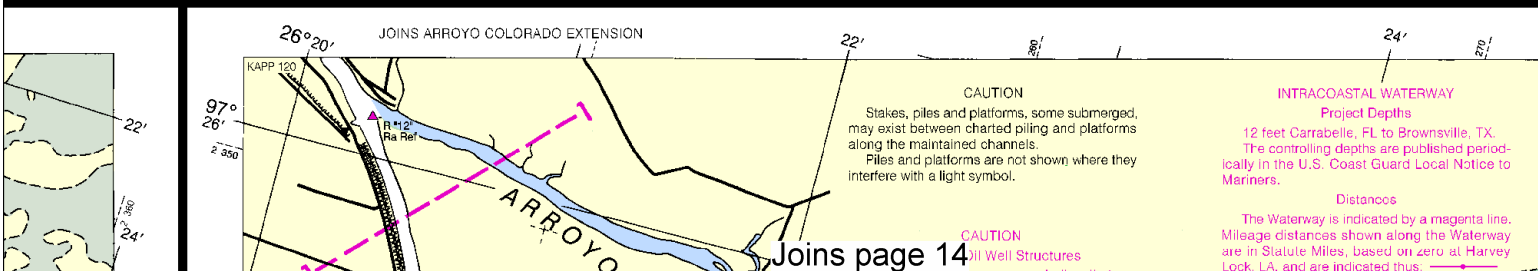 26°20'
JOINS ARROYO COLORADO EXTENSION
22'
260
24'
270
KAPP 120
97°
26'
22'
2 350
R "12"
Ra Ref
2 360
24'
ARROYO
CAUTION
Stakes, piles and platforms, some submerged,
may exist between charted piling and platforms
along the maintained channels.
Piles and platforms are not shown where they
interfere with a light symbol.
CAUTION
Oil Well Structures
Joins page 14
INTRACOASTAL WATERWAY
Project Depths
12 feet Carrabelle, FL to Brownsville, TX.
The controlling depths are published period-
ically in the U.S. Coast Guard Local Notice to
Mariners.
Distances
The Waterway is indicated by a magenta line.
Mileage distances shown along the Waterway
are in Statute Miles, based on zero at Harvey
Lock, LA, and are indicated thus: